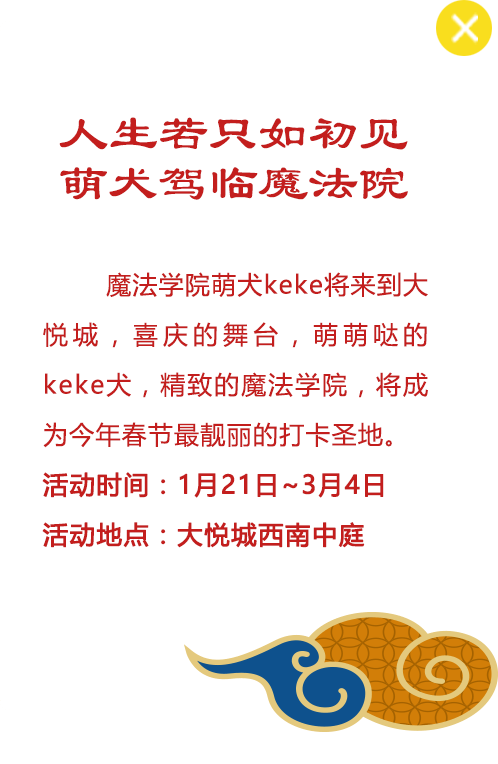 人生若只如初见
萌犬驾临魔法院
魔法学院萌犬keke将来到大
悦城，喜庆的舞台，萌萌哒的
keke犬，精致的魔法学院，将成
为今年春节最靓丽的打卡圣地。
活动时间：1月21日~3月4日
活动地点：大悦城西南中庭